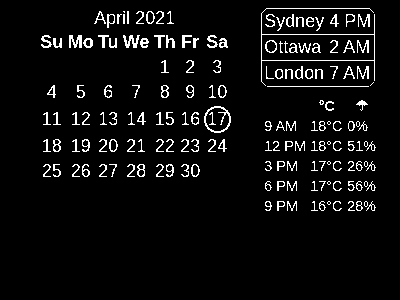 April 2021
Su Mo Tu We Th Fr Sa
1 2 3
4 5 6 7 8 9 10
11 12 13 14 15 16 17
18 19 20 21 22 23 24
25 26 27 28 29 30
Sydney 4 PM
Ottawa 2 AM
London 7 AM
°C ☂
9 AM 18°C 0%
12 PM 18°C 51%
3 PM 17°C 26%
6 PM 17°C 56%
9 PM 16°C 28%